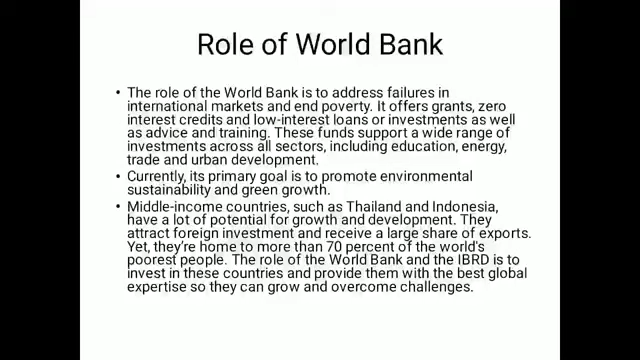 Role of World Bank
• The role of the World Bank is to address failures in
international markets and end poverty. It offers grants, zero
interest credits and low-interest loans or investments as well
as advice and training. These funds support a wide range of
investments across all sectors, including education, energy,
trade and urban development.
• Currently, its primary goal is to promote environmental
sustainability and green growth.
• Middle-income countries, such as Thailand and Indonesia,
have a lot of potential for growth and development. They
attract foreign investment and receive a large share of exports.
Yet, they're home to more than 70 percent of the world's
poorest people. The role of the World Bank and the IBRD is to
invest in these countries and provide them with the best global
expertise so they can grow and overcome challenges.